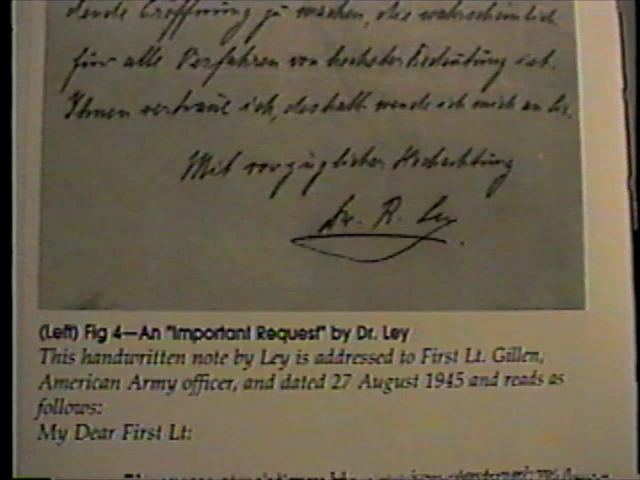 dende Eröffnung zu machen, die wahrscheinlich
für alle Verfahren von höchster Bedeutung ist.
Ihnen vertraue ich, deshalb wende ich mich an Sie.
Mit vorzüglicher Hochachtung
Dr. R. Ley.
(Left) Fig 4—An "Important Request" by Dr. Ley
This handwritten note by Ley is addressed to First Lt. Gillen,
American Army officer, and dated 27 August 1945 and reads as
follows:
My Dear First Lt: